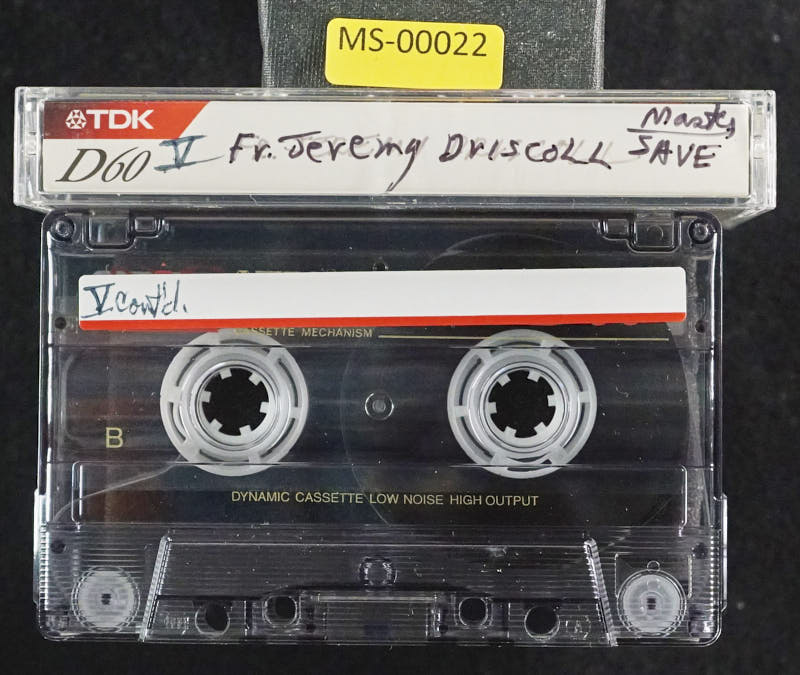 MS-00022
TDK
D60 V Fr. Jeremy Driscoll Master
SAVE
V cont'd.
CASSETTE MECHANISM
B
DYNAMIC CASSETTE LOW NOISE HIGH OUTPUT